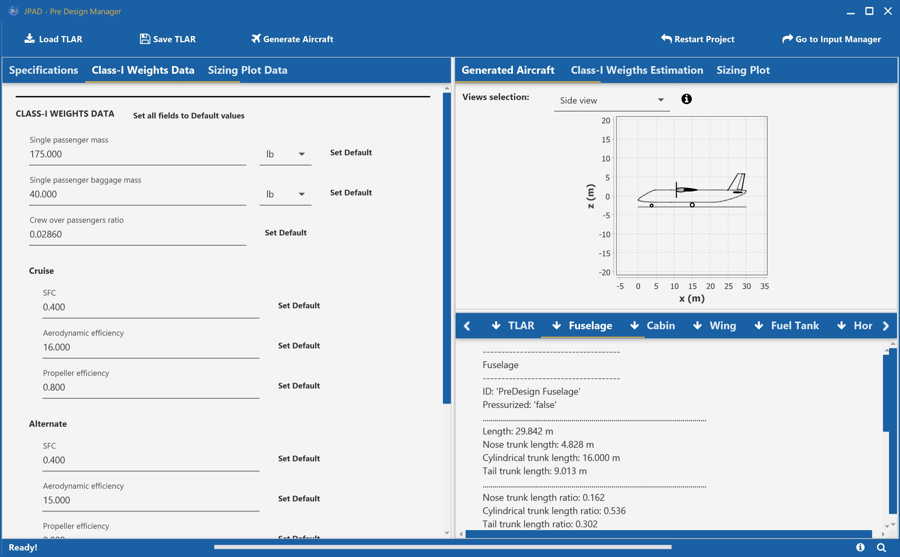 JPAD - Pre Design Manager
Load TLAR
Save TLAR
Generate Aircraft
Restart Project
Go to Input Manager
Specifications
Class-I Weights Data
Sizing Plot Data
CLASS-I WEIGHTS DATA
Set all fields to Default values
Single passenger mass
175.000
lb
Set Default
Single passenger baggage mass
40.000
lb
Set Default
Crew over passengers ratio
0.02860
Set Default
Cruise
SFC
0.400
Set Default
Aerodynamic efficiency
16.000
Set Default
Propeller efficiency
0.800
Set Default
Alternate
SFC
0.400
Set Default
Aerodynamic efficiency
15.000
Set Default
Propeller efficiency
Generated Aircraft
Class-I Weigths Estimation
Sizing Plot
Views selection:
Side view
20
15
10
5
0
-5
-10
-15
-20
z (m)
-5 0 5 10 15 20 25 30 35
x (m)
TLAR
Fuselage
Cabin
Wing
Fuel Tank
Hor
-------------------------------------
Fuselage
-------------------------------------
ID: 'PreDesign Fuselage'
Pressurized: 'false'
Length: 29.842 m
Nose trunk length: 4.828 m
Cylindrical trunk length: 16.000 m
Tail trunk length: 9.013 m
Nose trunk length ratio: 0.162
Cylindrical trunk length ratio: 0.536
Tail trunk length ratio: 0.302
Ready!